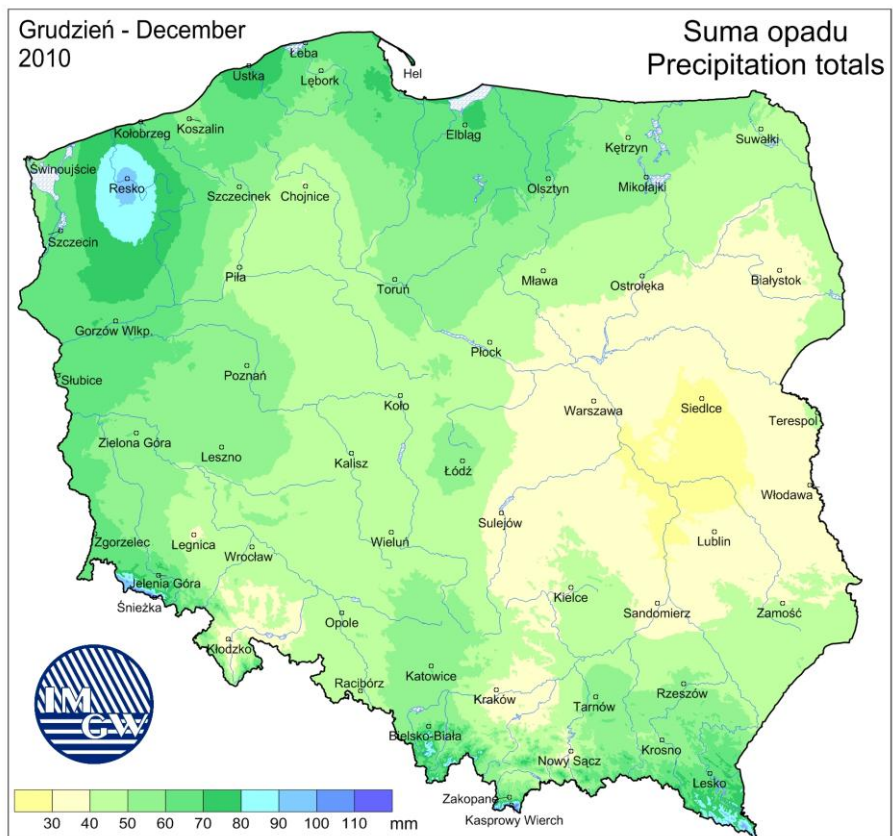 Grudzień - December
2010
Suma opadu
Precipitation totals
Łeba
Ustka
Lębork
Hel
Kołobrzeg
Koszalin
Elbląg
Kętrzyn
Suwałki
Świnoujście
Resko
Szczecinek
Chojnice
Olsztyn
Mikołajki
Szczecin
Piła
Toruń
Mława
Ostrołęka
Białystok
Gorzów Wlkp.
Płock
Słubice
Poznań
Koło
Warszawa
Siedlce
Terespol
Zielona Góra
Leszno
Kalisz
Łódź
Włodawa
Sulejów
Zgorzelec
Legnica
Wrocław
Wieluń
Lublin
Jelenia Góra
Śnieżka
Kielce
Sandomierz
Zamość
Opole
Kłodzko
Katowice
Racibórz
Kraków
Tarnów
Rzeszów
Bielsko-Biała
Nowy Sącz
Krosno
Lesko
Zakopane
Kasprowy Wierch
IM
GW
30 40 50 60 70 80 90 100 110 mm